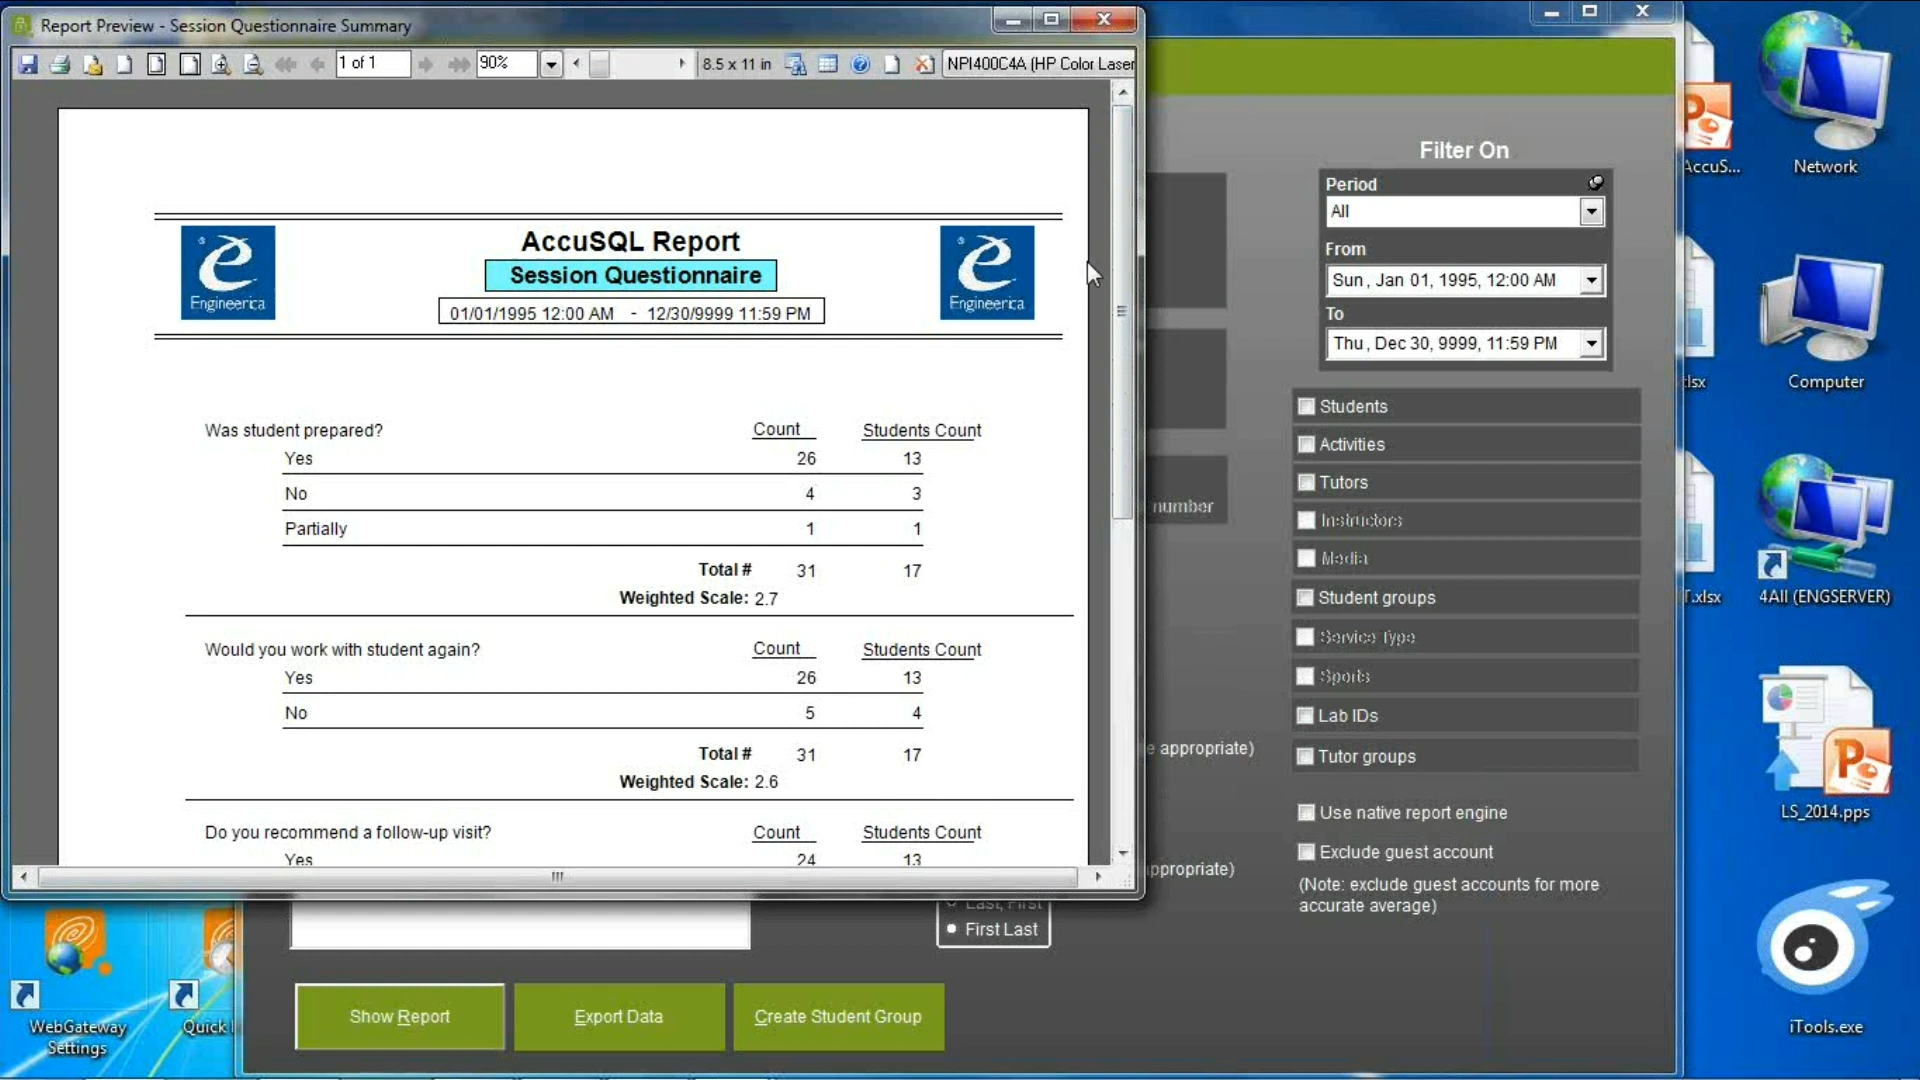 Report Preview - Session Questionnaire Summary
1 of 1
90%
8.5 x 11 in
NPI400C4A (HP Color Laser
AccuSQL Report
Session Questionnaire
01/01/1995 12:00 AM - 12/30/9999 11:59 PM
Engineerica
Engineerica
Was student prepared? Count Students Count
Yes 26 13
No 4 3
Partially 1 1
Total # 31 17
Weighted Scale: 2.7
Would you work with student again? Count Students Count
Yes 26 13
No 5 4
Total # 31 17
Weighted Scale: 2.6
Do you recommend a follow-up visit? Count Students Count
Yes 24 13
number
e appropriate)
appropriate)
Last, First
First Last
Show Report
Export Data
Create Student Group
Filter On
Period
All
From
Sun, Jan 01, 1995, 12:00 AM
To
Thu, Dec 30, 9999, 11:59 PM
Students
Activities
Tutors
Instructors
Media
Student groups
Service Type
Sports
Lab IDs
Tutor groups
Use native report engine
Exclude guest account
(Note: exclude guest accounts for more
accurate average)
AccuS...
Network
Computer
4All (ENGSERVER)
LS_2014.pps
iTools.exe
WebGateway
Settings
Quick